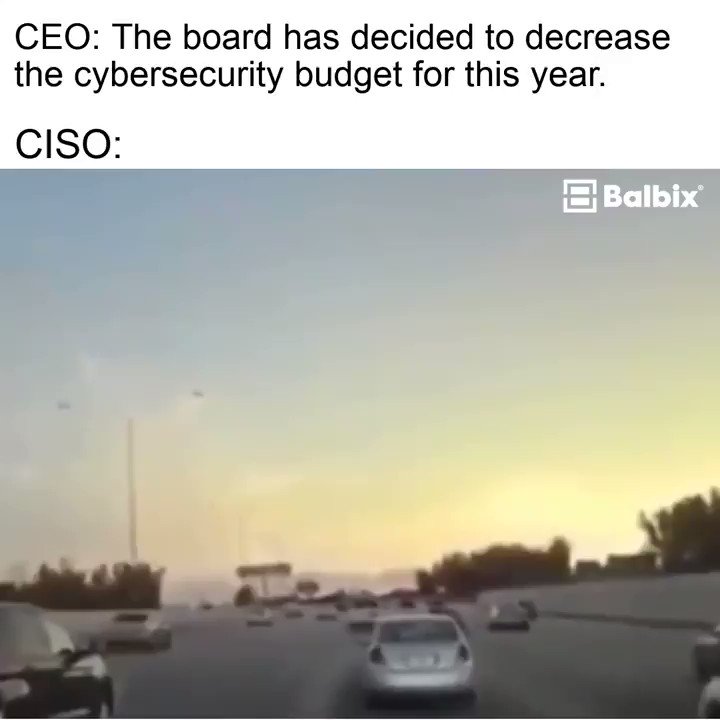 CEO: The board has decided to decrease
the cybersecurity budget for this year.
CISO:
Balbix